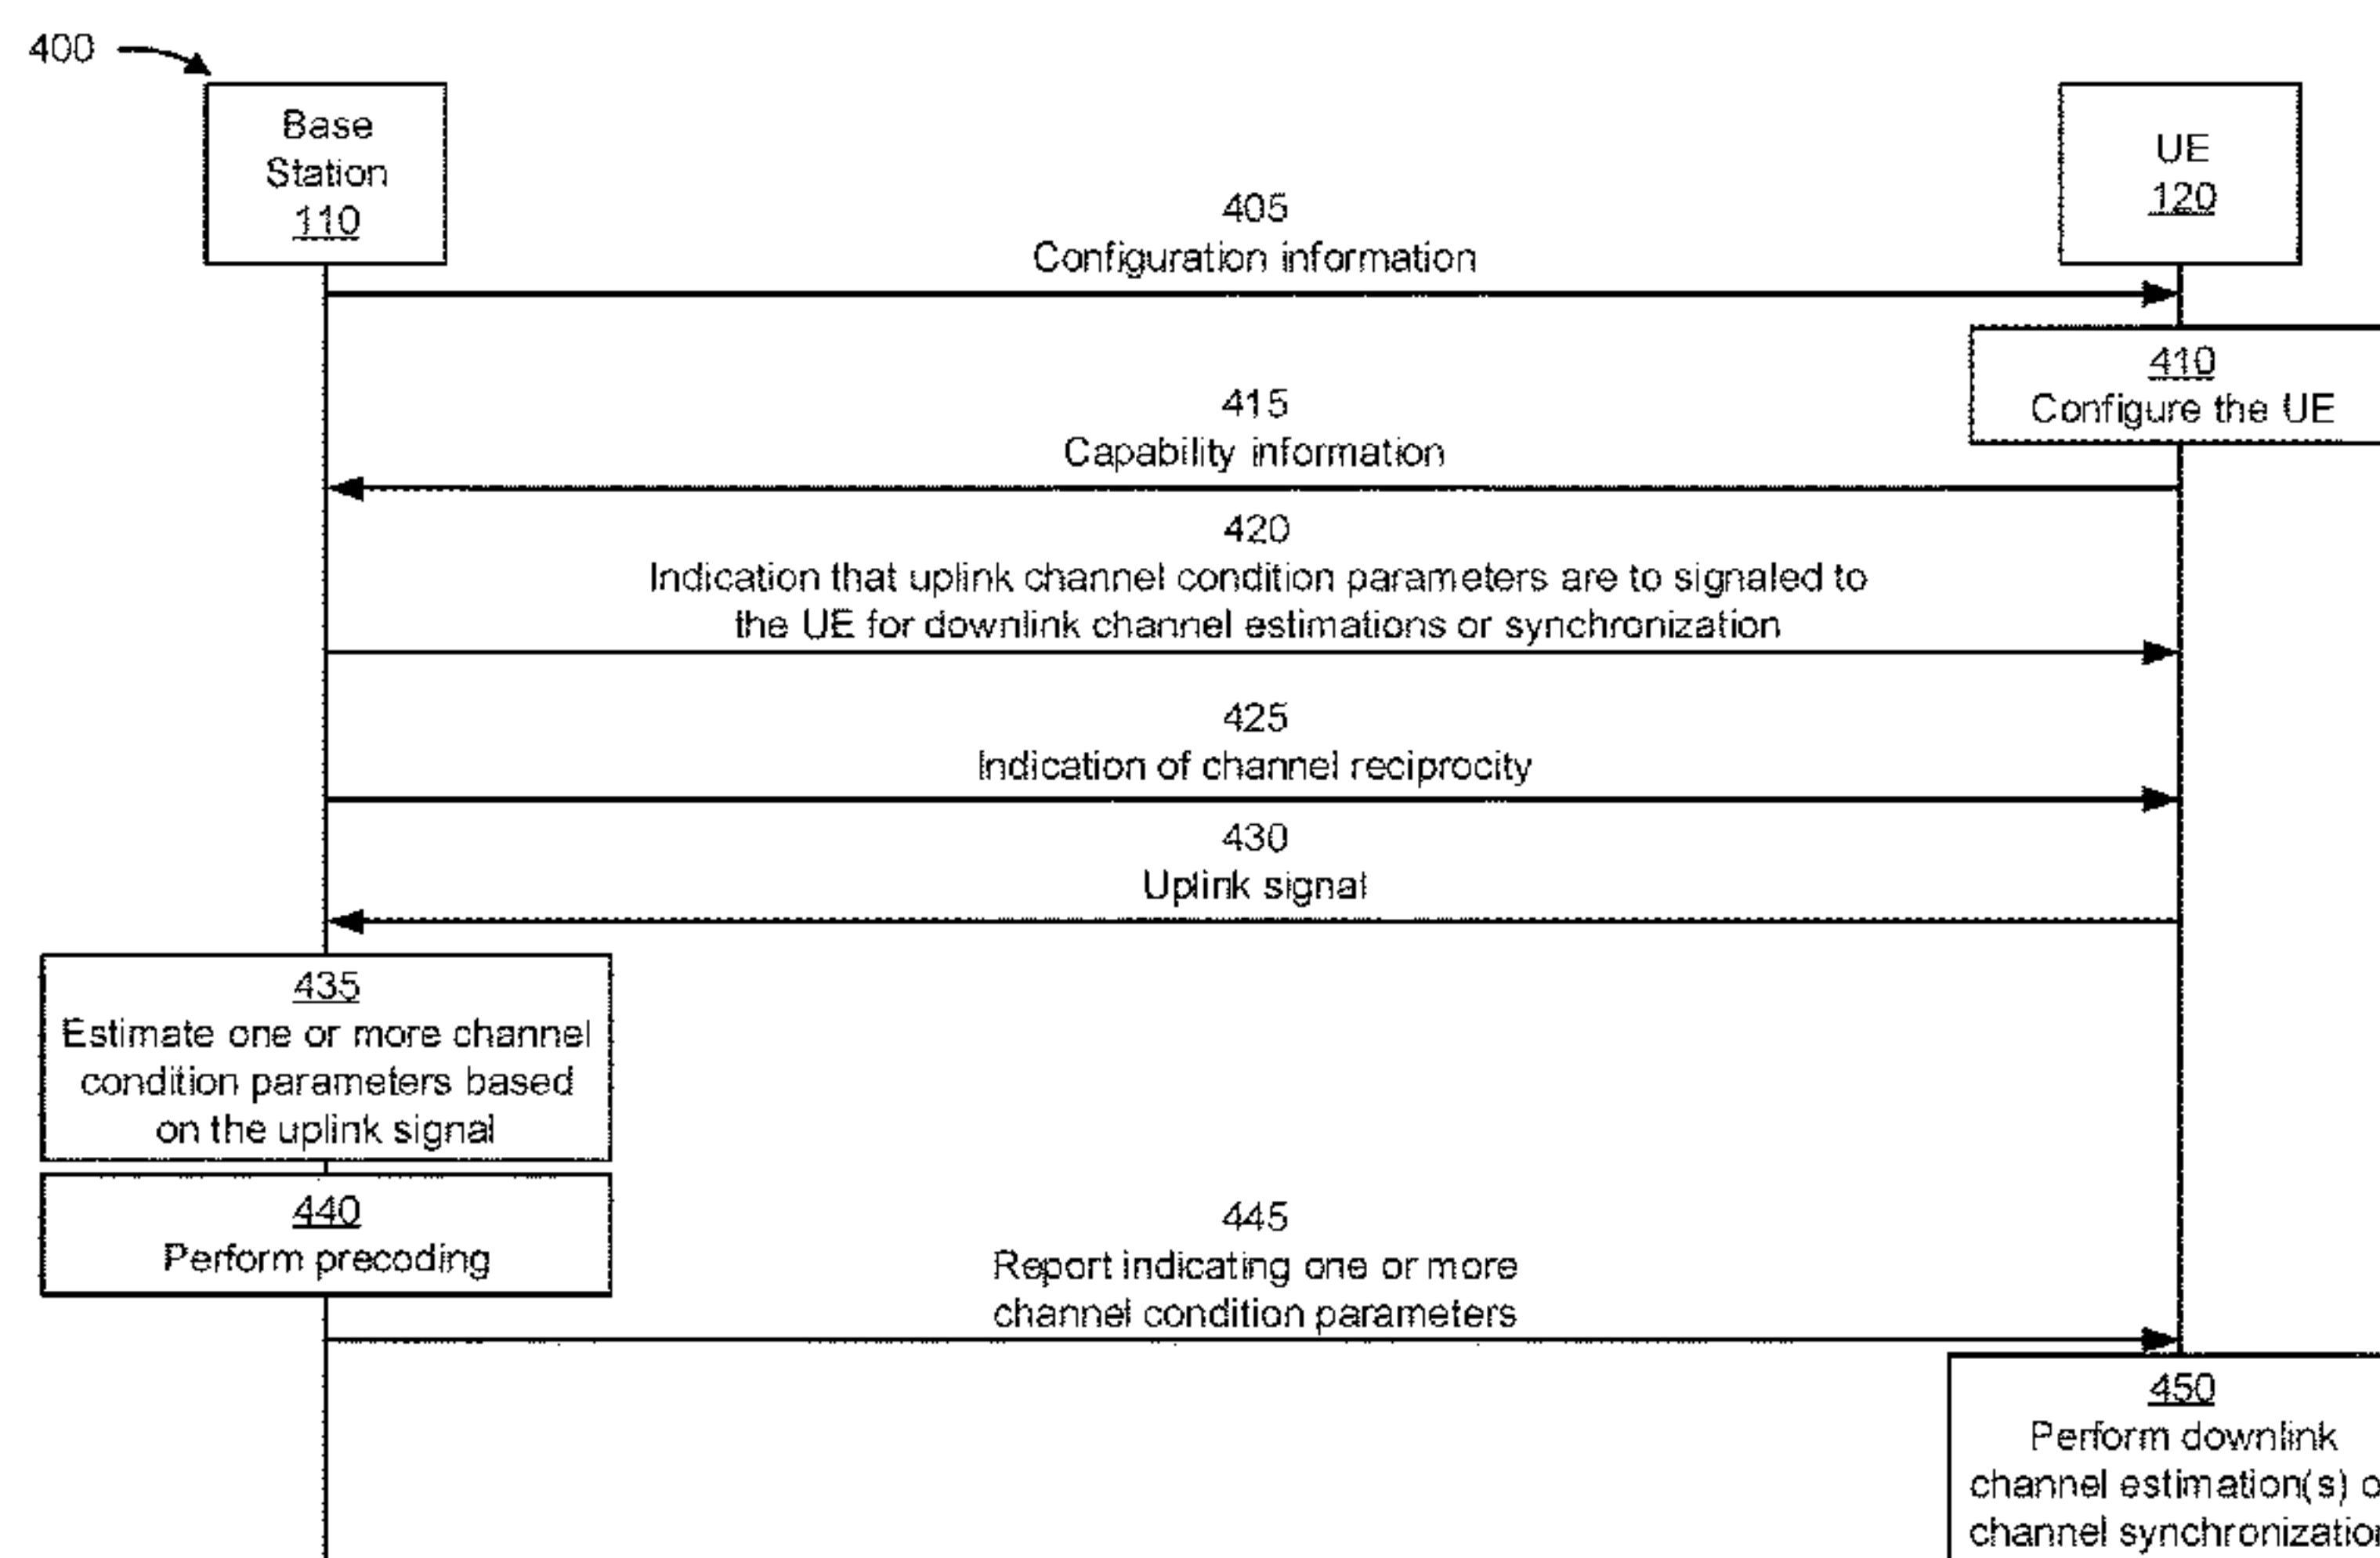 400
Base
Station
110
UE
120
405
Configuration information
410
Configure the UE
415
Capability information
420
Indication that uplink channel condition parameters are to signaled to
the UE for downlink channel estimations or synchronization
425
Indication of channel reciprocity
430
Uplink signal
435
Estimate one or more channel
condition parameters based
on the uplink signal
440
Perform precoding
445
Report indicating one or more
channel condition parameters
450
Perform downlink
channel estimation(s)
channel